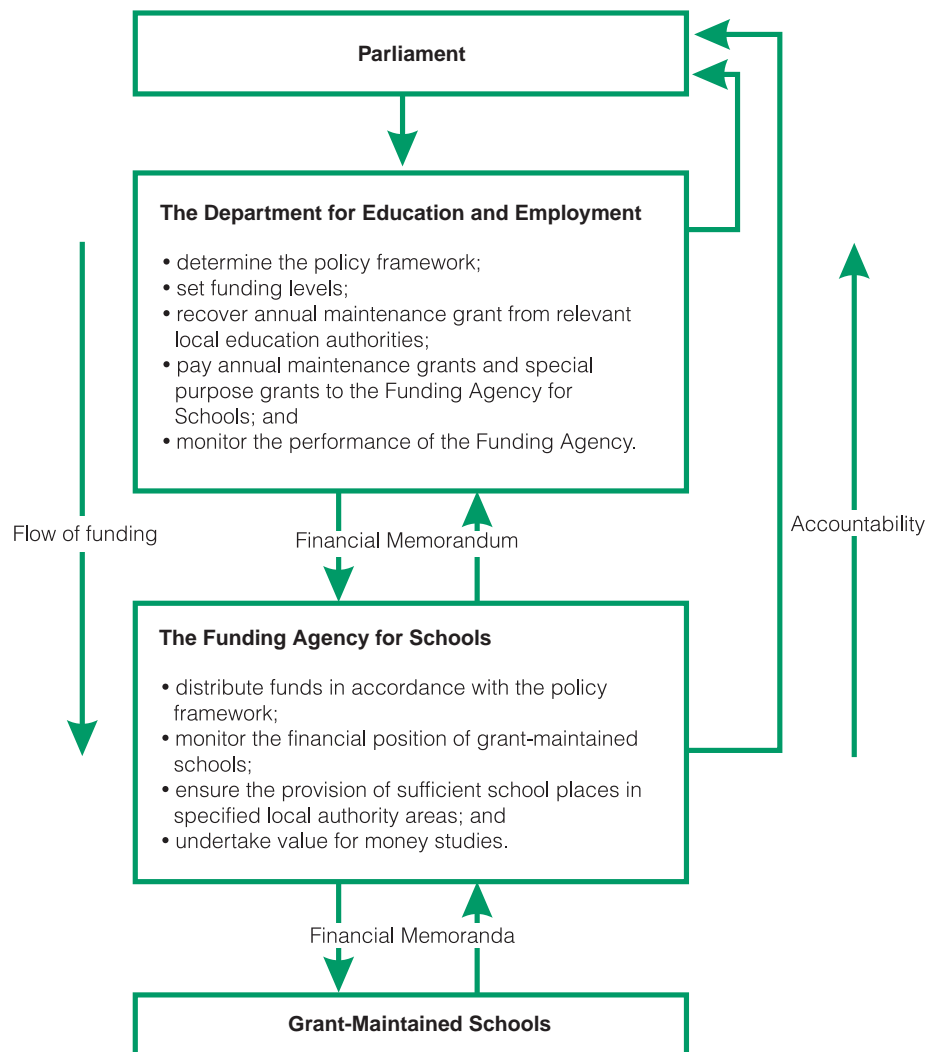 Parliament
The Department for Education and Employment
• determine the policy framework;
• set funding levels;
• recover annual maintenance grant from relevant
local education authorities;
• pay annual maintenance grants and special
purpose grants to the Funding Agency for
Schools; and
• monitor the performance of the Funding Agency.
Flow of funding
Financial Memorandum
Accountability
The Funding Agency for Schools
• distribute funds in accordance with the policy
framework;
• monitor the financial position of grant-maintained
schools;
• ensure the provision of sufficient school places in
specified local authority areas; and
• undertake value for money studies.
Financial Memoranda
Grant-Maintained Schools